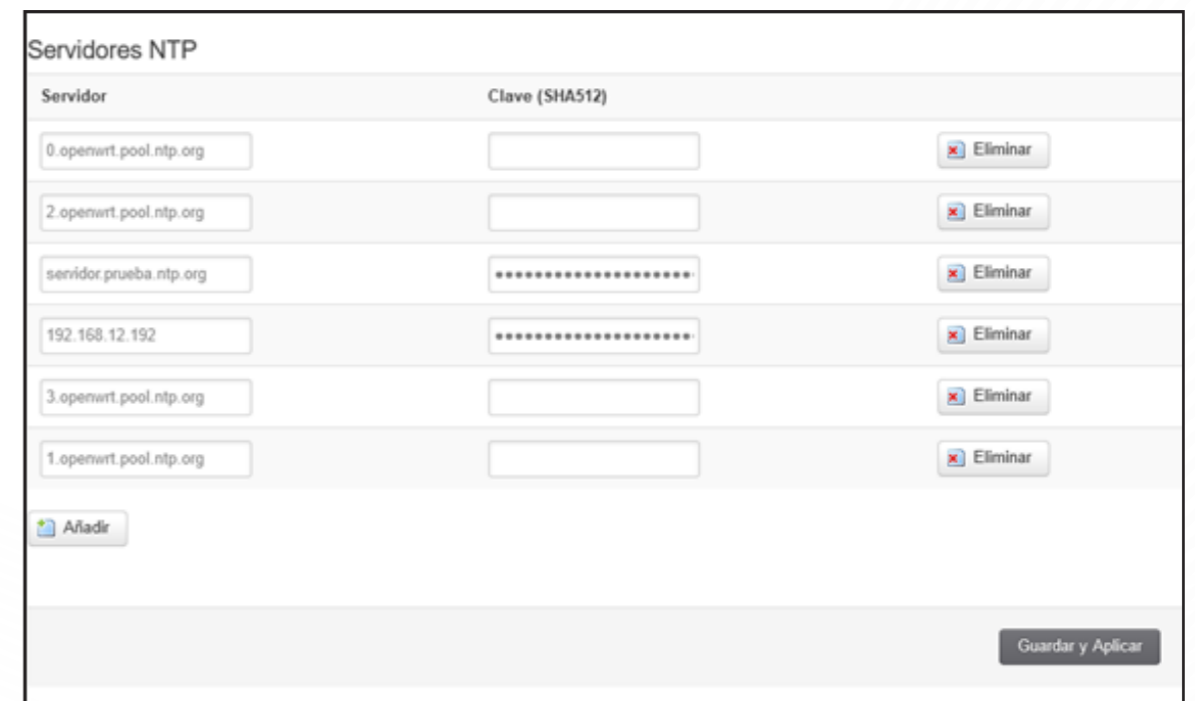 Servidores NTP
Servidor Clave (SHA512)
0.openwrt.pool.ntp.org Eliminar
2.openwrt.pool.ntp.org Eliminar
servidor.prueba.ntp.org •••••••••••••••••••• Eliminar
192.168.12.192 •••••••••••••••••••• Eliminar
3.openwrt.pool.ntp.org Eliminar
1.openwrt.pool.ntp.org Eliminar
Añadir
Guardar y Aplicar